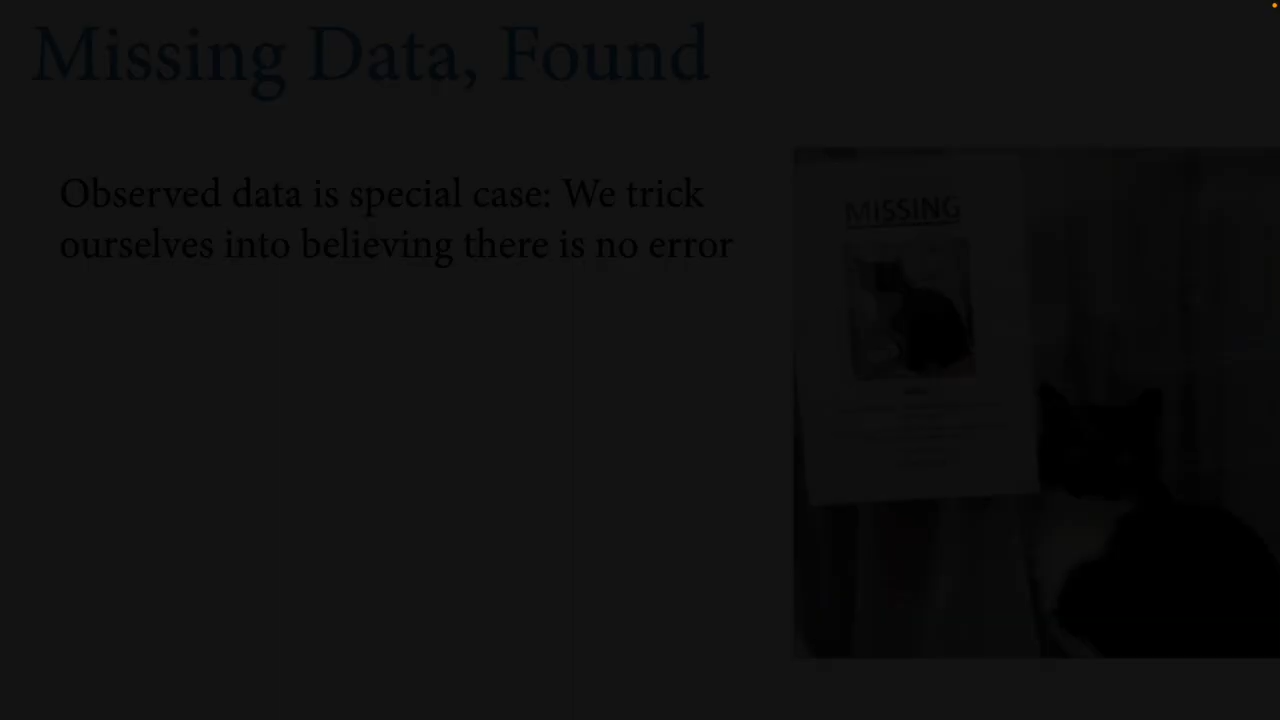 Missing Data, Found
Observed data is special case: We trick
ourselves into believing there is no error
MISSING